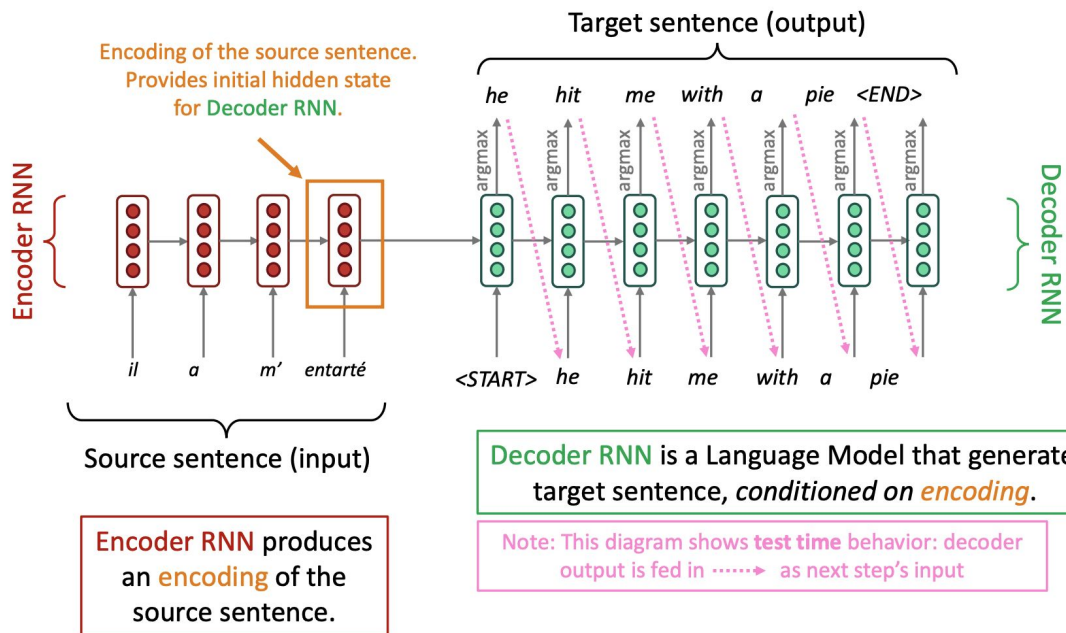 Target sentence (output)
Encoding of the source sentence.
Provides initial hidden state
for Decoder RNN.
he hit me with a pie <END>
argmax argmax argmax argmax argmax argmax argmax
Encoder RNN
Decoder RNN
il a m’ entarté
<START> he hit me with a pie
Source sentence (input)
Decoder RNN is a Language Model that generate
target sentence, conditioned on encoding.
Encoder RNN produces
an encoding of the
source sentence.
Note: This diagram shows test time behavior: decoder
output is fed in as next step’s input